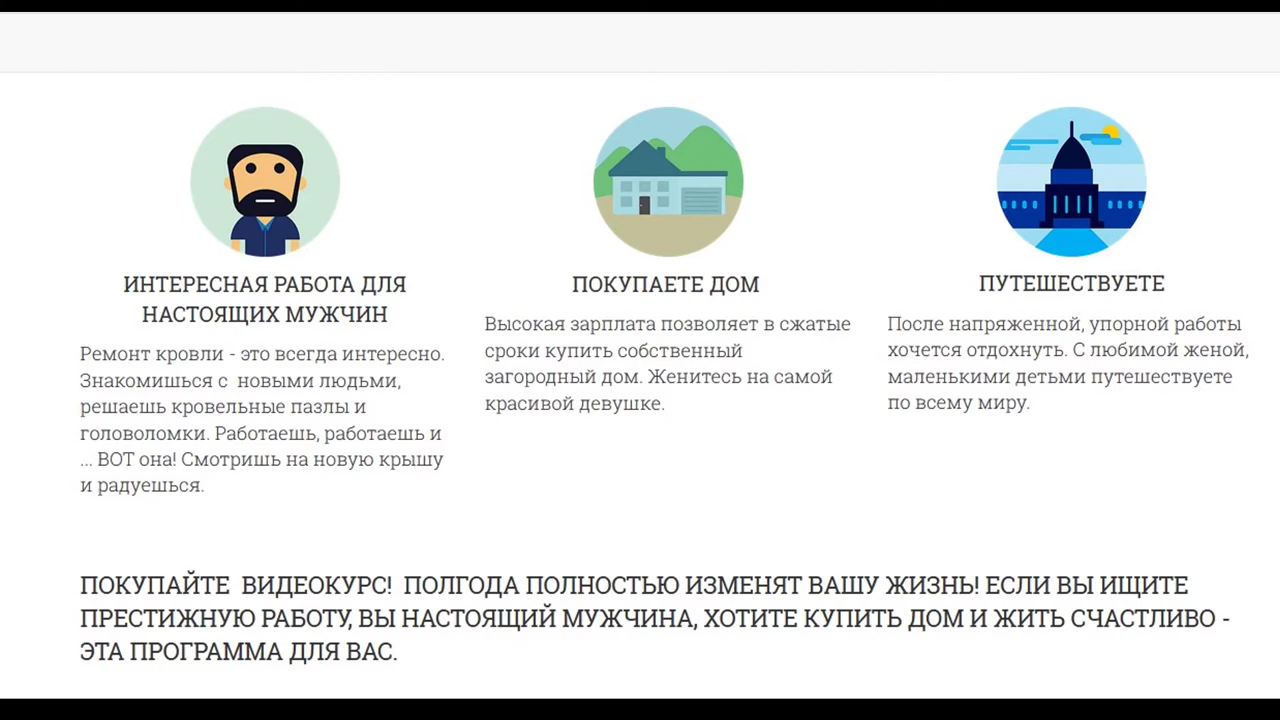 ИНТЕРЕСНАЯ РАБОТА ДЛЯ
НАСТОЯЩИХ МУЖЧИН
Ремонт кровли - это всегда интересно.
Знакомишься с  новыми людьми,
решаешь кровельные пазлы и
головоломки. Работаешь, работаешь и
... ВОТ она! Смотришь на новую крышу
и радуешься.
ПОКУПАЕТЕ ДОМ
Высокая зарплата позволяет в сжатые
сроки купить собственный
загородный дом. Женитесь на самой
красивой девушке.
ПУТЕШЕСТВУЕТЕ
После напряженной, упорной работы
хочется отдохнуть. С любимой женой,
маленькими детьми путешествуете
по всему миру.
ПОКУПАЙТЕ  ВИДЕОКУРС!  ПОЛГОДА ПОЛНОСТЬЮ ИЗМЕНЯТ ВАШУ ЖИЗНЬ! ЕСЛИ ВЫ ИЩИТЕ
ПРЕСТИЖНУЮ РАБОТУ, ВЫ НАСТОЯЩИЙ МУЖЧИНА, ХОТИТЕ КУПИТЬ ДОМ И ЖИТЬ СЧАСТЛИВО -
ЭТА ПРОГРАММА ДЛЯ ВАС.